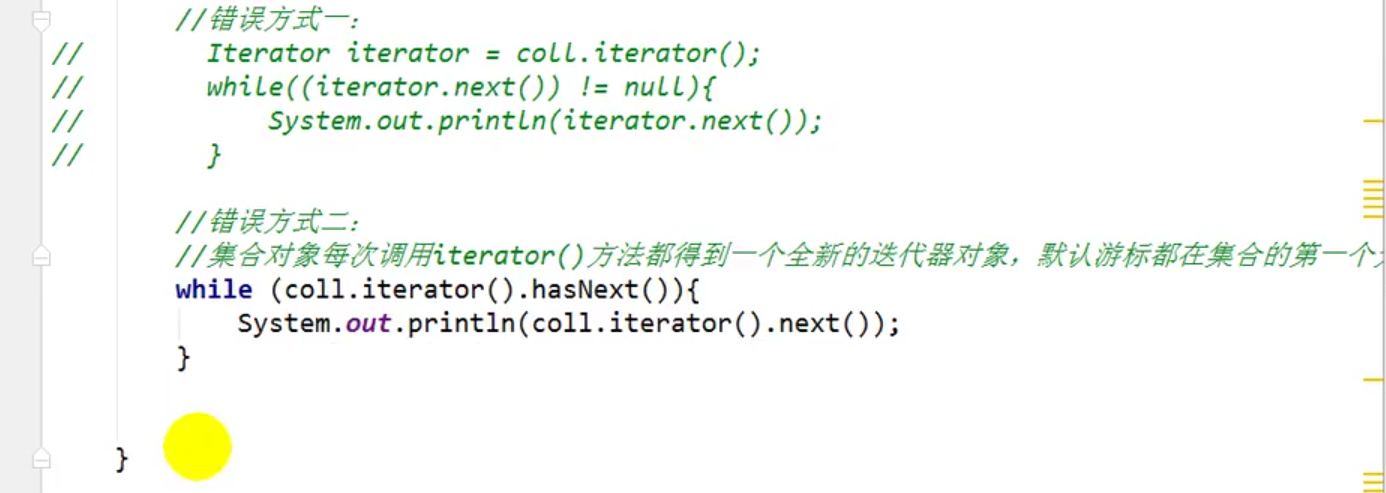 //错误方式一：
// Iterator iterator = coll.iterator();
// while((iterator.next()) != null){
// System.out.println(iterator.next());
// }
//错误方式二：
//集合对象每次调用iterator()方法都得到一个全新的迭代器对象，默认游标都在集合的第一个
while (coll.iterator().hasNext()){
System.out.println(coll.iterator().next());
}
}